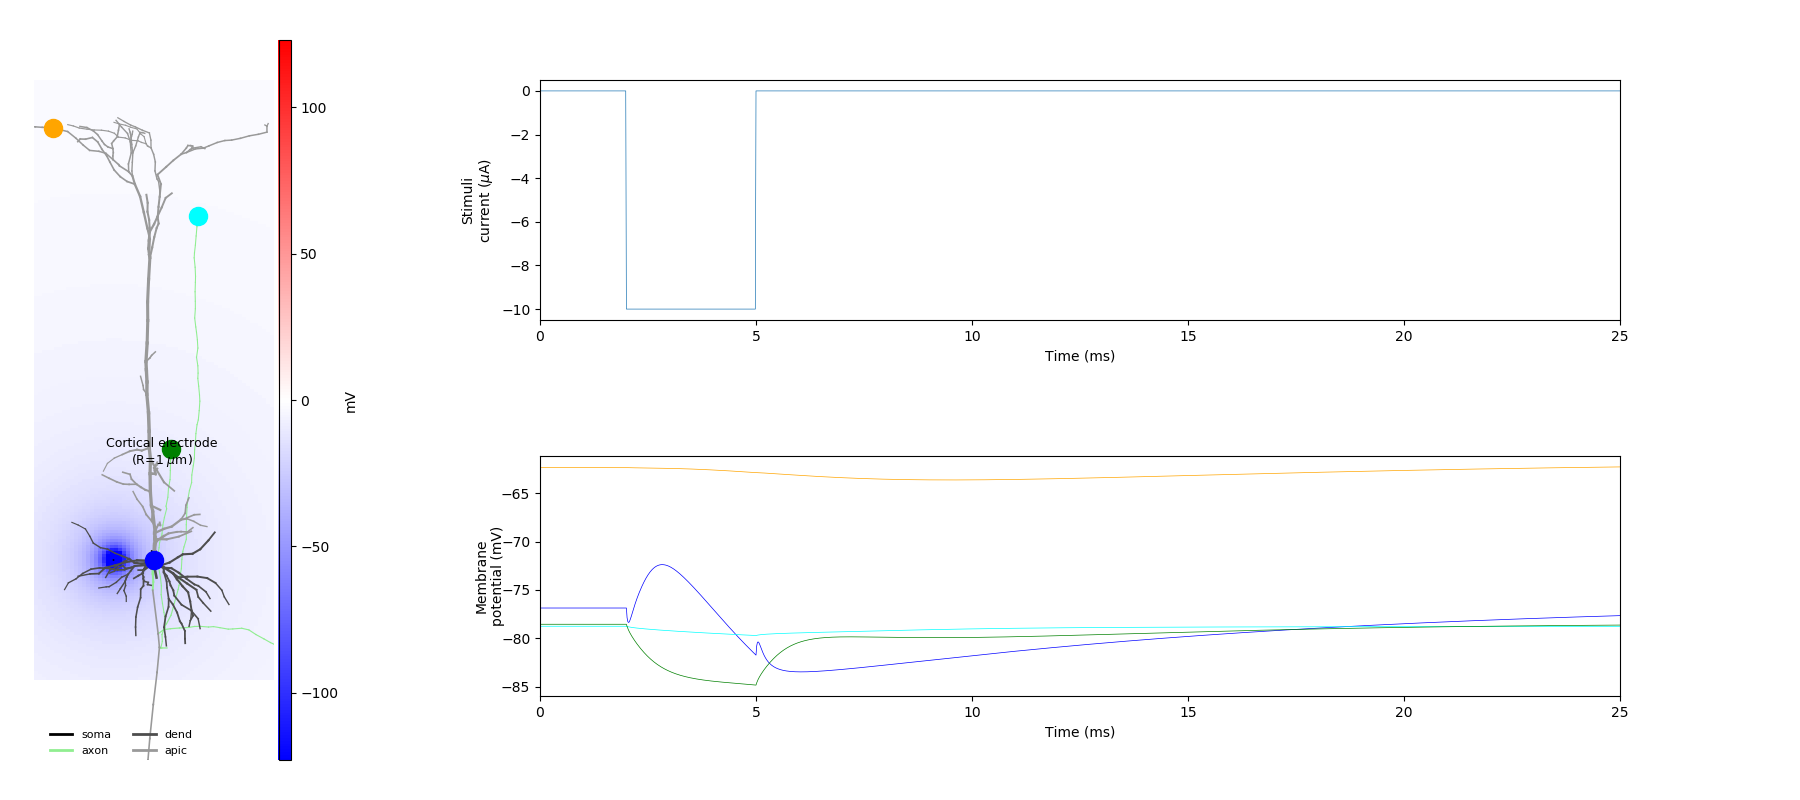 Cortical electrode
(R=1 μm)
soma
axon
dend
apic
100
50
0
−50
−100
mV
0
−2
−4
−6
−8
−10
Stimuli
current (μA)
0 5 10 15 20 25
Time (ms)
−65
−70
−75
−80
−85
Membrane
potential (mV)
0 5 10 15 20 25
Time (ms)